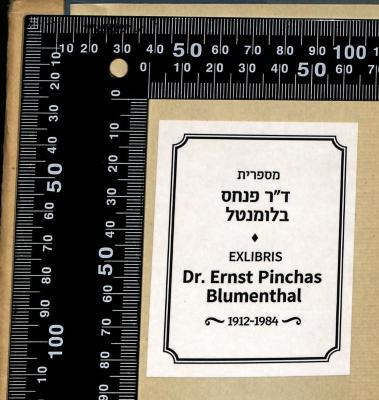 מספרית
ד"ר פנחס
בלומנטל
EXLIBRIS
Dr. Ernst Pinchas
Blumenthal
1912-1984